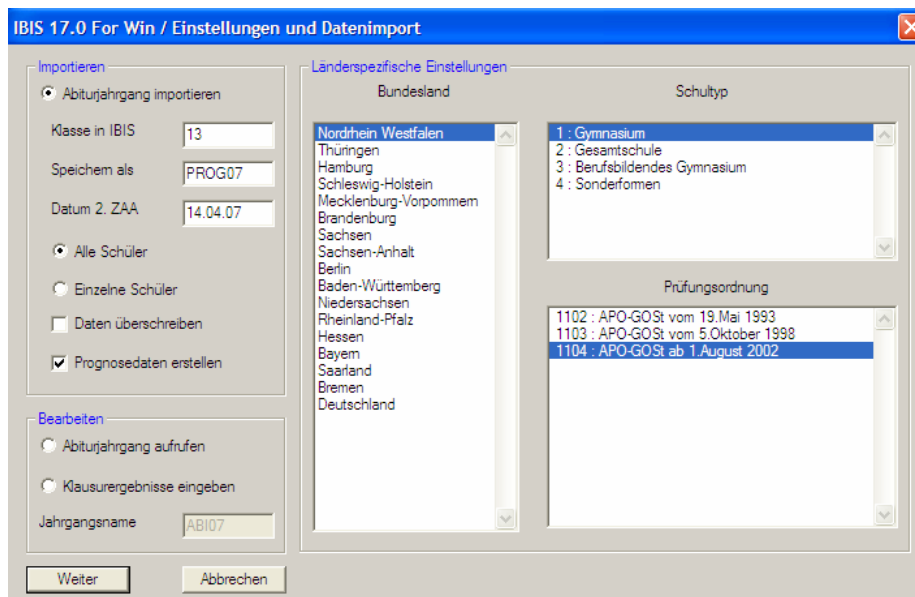 IBIS 17.0 For Win / Einstellungen und Datenimport
Importieren
Abiturjahrgang importieren
Klasse in IBIS 13
Speichern als PROG07
Datum 2. ZAA 14.04.07
Alle Schüler
Einzelne Schüler
Daten überschreiben
Prognosedaten erstellen
Bearbeiten
Abiturjahrgang aufrufen
Klausurergebnisse eingeben
Jahrgangsname ABI07
Weiter
Abbrechen
Länderspezifische Einstellungen
Bundesland
Nordrhein Westfalen
Thüringen
Hamburg
Schleswig-Holstein
Mecklenburg-Vorpommern
Brandenburg
Sachsen
Sachsen-Anhalt
Berlin
Baden-Württemberg
Niedersachsen
Rheinland-Pfalz
Hessen
Bayern
Saarland
Bremen
Deutschland
Schultyp
1 : Gymnasium
2 : Gesamtschule
3 : Berufsbildendes Gymnasium
4 : Sonderformen
Prüfungsordnung
1102 : APO-GOSt vom 19.Mai 1993
1103 : APO-GOSt vom 5.Oktober 1998
1104 : APO-GOSt ab 1.August 2002